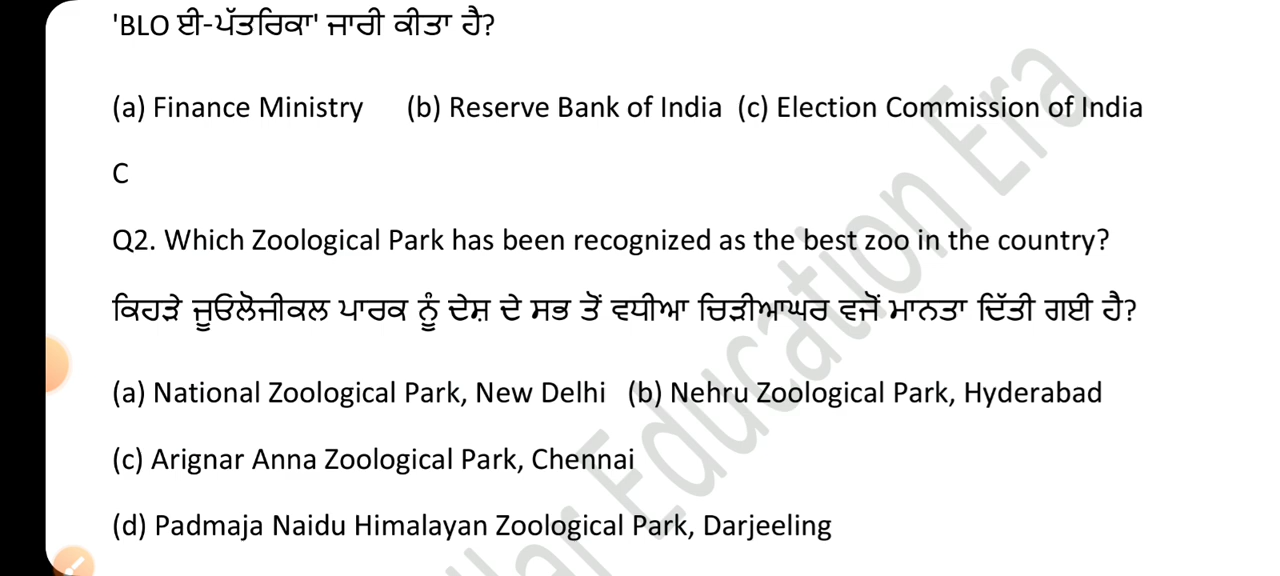 'BLO ਈ-ਪੱਤਰਿਕਾ' ਜਾਰੀ ਕੀਤਾ ਹੈ?
(a) Finance Ministry (b) Reserve Bank of India (c) Election Commission of India
C
Q2. Which Zoological Park has been recognized as the best zoo in the country?
ਕਿਹੜੇ ਜੂਓਲੋਜੀਕਲ ਪਾਰਕ ਨੂੰ ਦੇਸ਼ ਦੇ ਸਭ ਤੋਂ ਵਧੀਆ ਚਿੜੀਆਘਰ ਵਜੋਂ ਮਾਨਤਾ ਦਿੱਤੀ ਗਈ ਹੈ?
(a) National Zoological Park, New Delhi (b) Nehru Zoological Park, Hyderabad
(c) Arignar Anna Zoological Park, Chennai
(d) Padmaja Naidu Himalayan Zoological Park, Darjeeling
Education Era